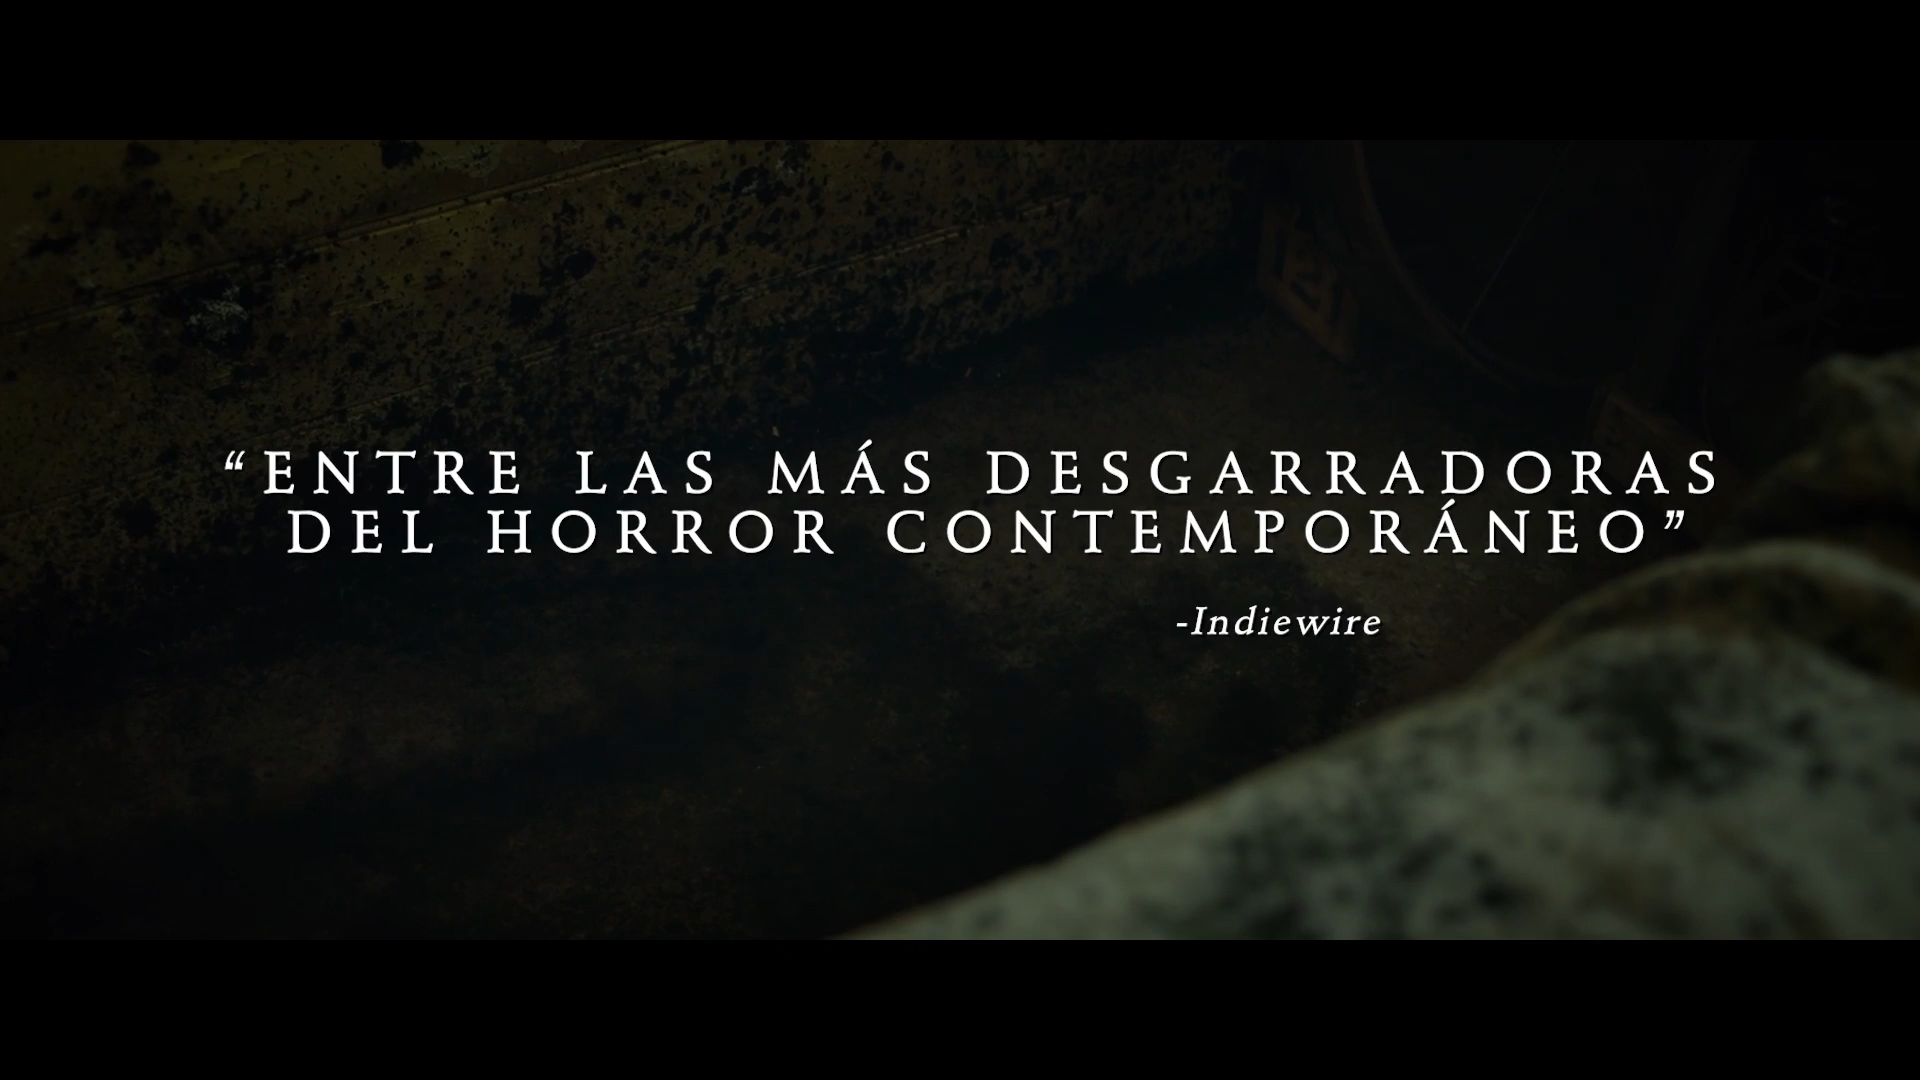 “ENTRE LAS MÁS DESGARRADORAS
DEL HORROR CONTEMPORÁNEO”
-Indiewire